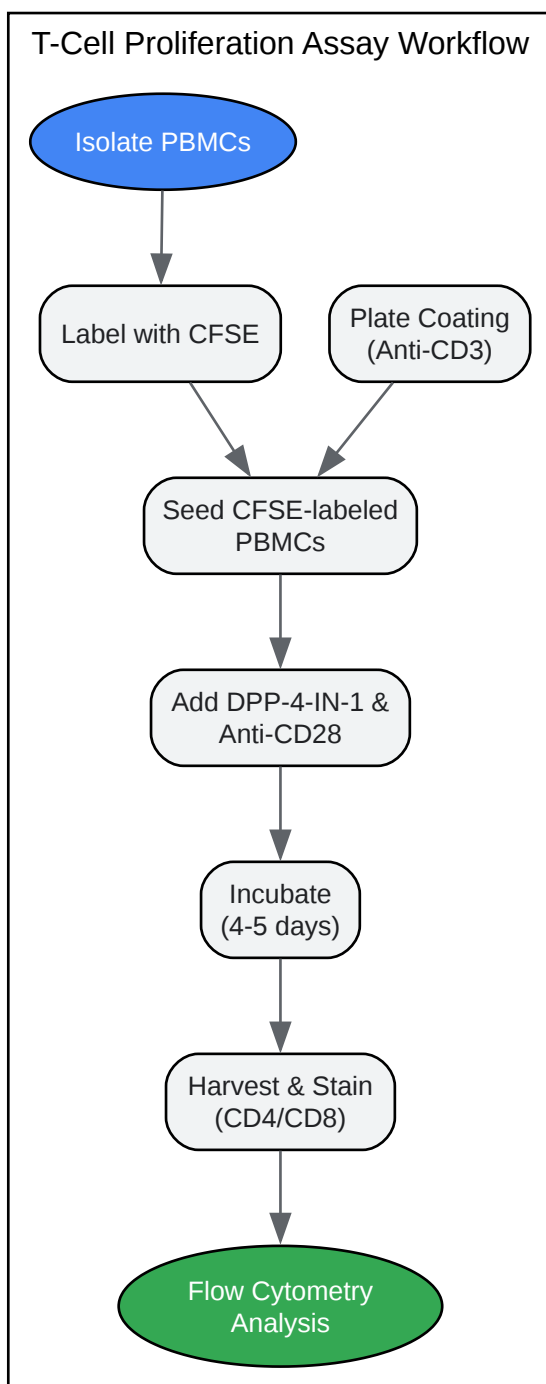 T-Cell Proliferation Assay Workflow
Isolate PBMCs
Label with CFSE
Plate Coating
(Anti-CD3)
Seed CFSE-labeled
PBMCs
Add DPP-4-IN-1 &
Anti-CD28
Incubate
(4-5 days)
Harvest & Stain
(CD4/CD8)
Flow Cytometry
Analysis